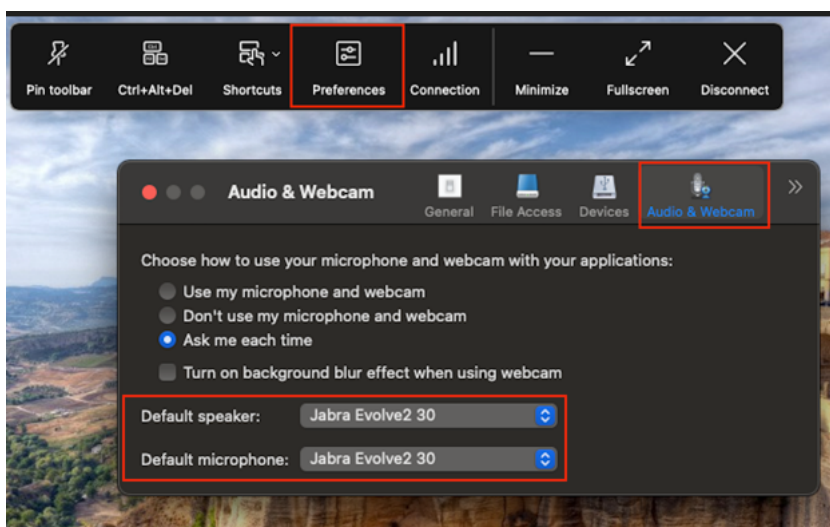 Pin toolbar
Ctrl+Alt+Del
Shortcuts
Preferences
Connection
Minimize
Fullscreen
Disconnect
Audio & Webcam
General
File Access
Devices
Audio & Webcam
Choose how to use your microphone and webcam with your applications:
Use my microphone and webcam
Don't use my microphone and webcam
Ask me each time
Turn on background blur effect when using webcam
Default speaker: Jabra Evolve2 30
Default microphone: Jabra Evolve2 30